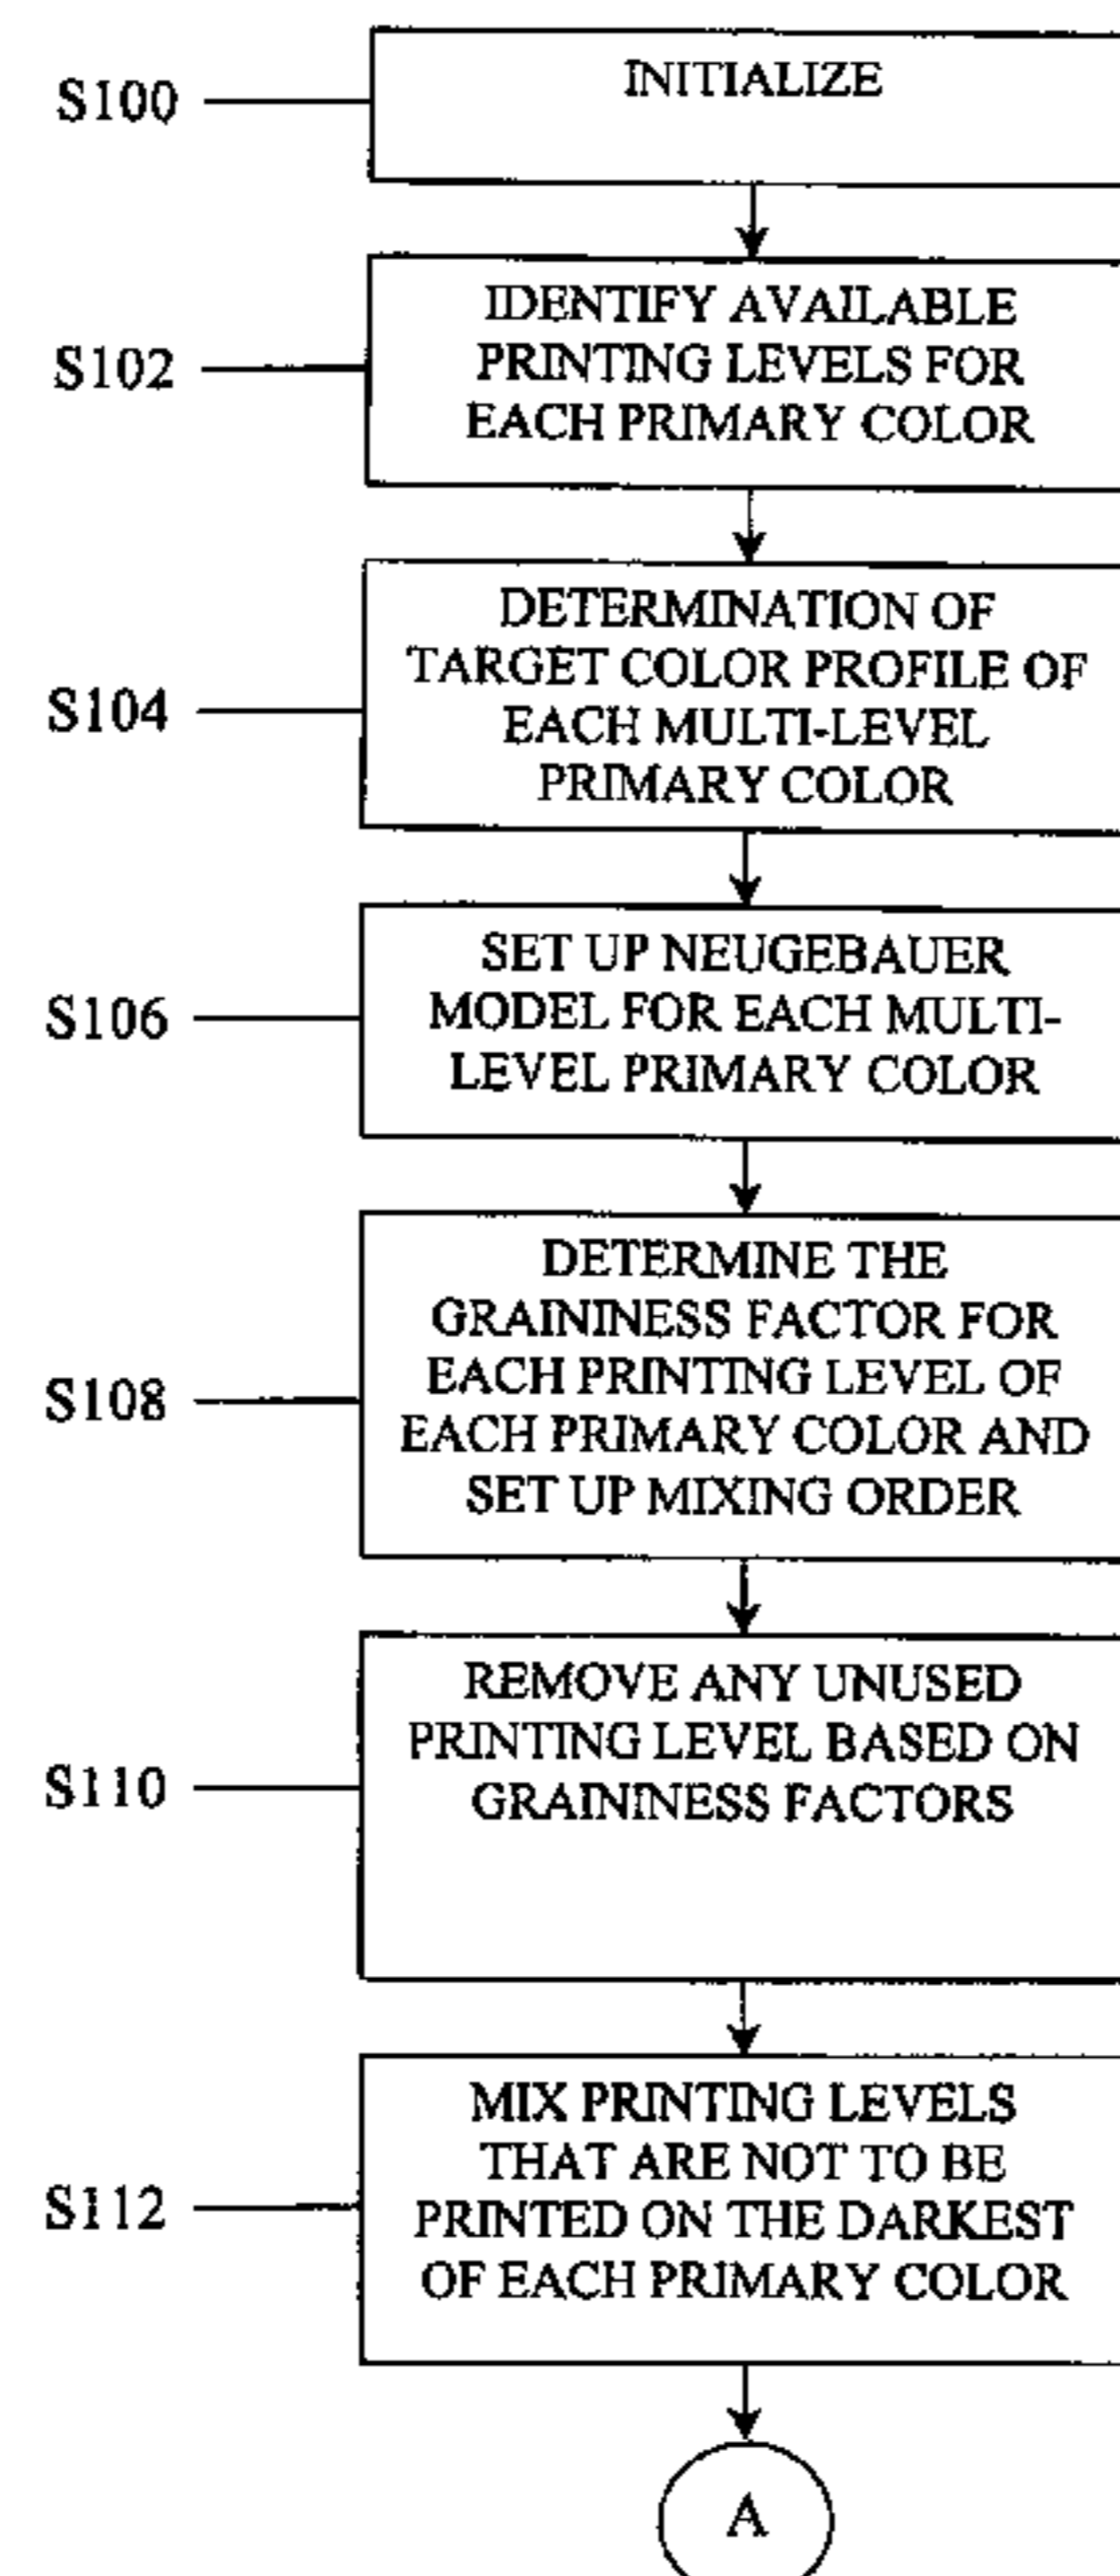 S100
INITIALIZE
S102
IDENTIFY AVAILABLE
PRINTING LEVELS FOR
EACH PRIMARY COLOR
S104
DETERMINATION OF
TARGET COLOR PROFILE OF
EACH MULTI-LEVEL
PRIMARY COLOR
S106
SET UP NEUGEBAUER
MODEL FOR EACH MULTI-
LEVEL PRIMARY COLOR
S108
DETERMINE THE
GRAININESS FACTOR FOR
EACH PRINTING LEVEL OF
EACH PRIMARY COLOR AND
SET UP MIXING ORDER
S110
REMOVE ANY UNUSED
PRINTING LEVEL BASED ON
GRAININESS FACTORS
S112
MIX PRINTING LEVELS
THAT ARE NOT TO BE
PRINTED ON THE DARKEST
OF EACH PRIMARY COLOR
A